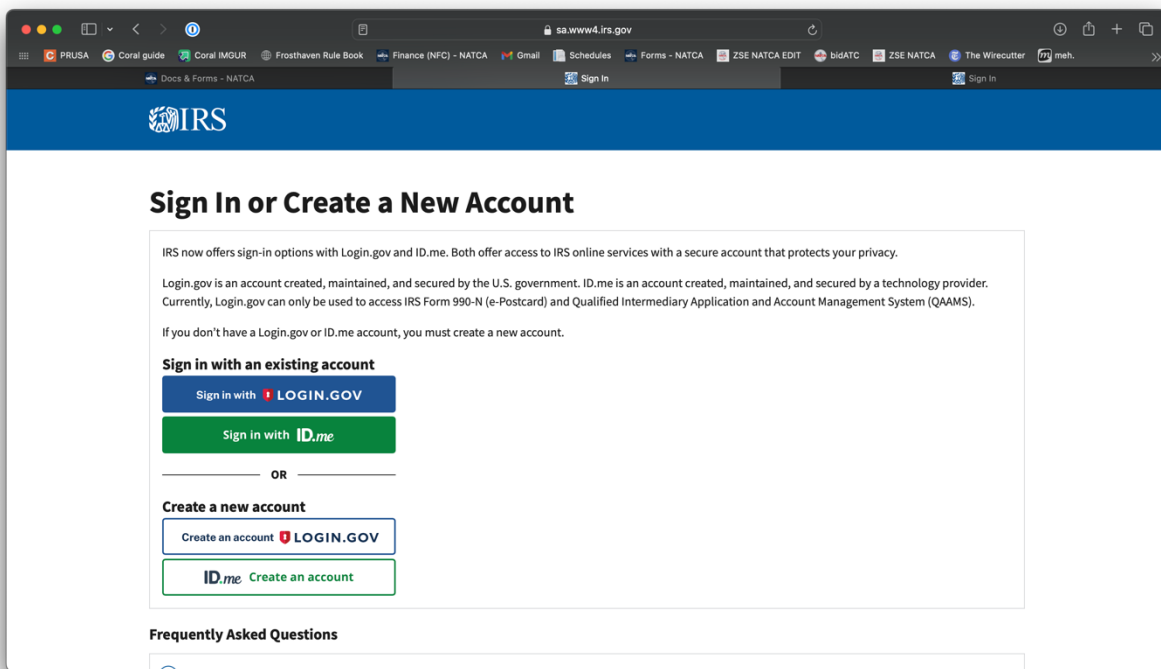 sa.www4.irs.gov
PRUSA Coral guide Coral IMGUR Frosthaven Rule Book Finance (NFC) - NATCA Gmail Schedules Forms - NATCA ZSE NATCA EDIT bidATC ZSE NATCA The Wirecutter meh.
Docs & Forms - NATCA Sign In Sign In
IRS
Sign In or Create a New Account
IRS now offers sign-in options with Login.gov and ID.me. Both offer access to IRS online services with a secure account that protects your privacy.
Login.gov is an account created, maintained, and secured by the U.S. government. ID.me is an account created, maintained, and secured by a technology provider.
Currently, Login.gov can only be used to access IRS Form 990-N (e-Postcard) and Qualified Intermediary Application and Account Management System (QAAMS).
If you don't have a Login.gov or ID.me account, you must create a new account.
Sign in with an existing account
Sign in with LOGIN.GOV
Sign in with ID.me
OR
Create a new account
Create an account LOGIN.GOV
ID.me Create an account
Frequently Asked Questions